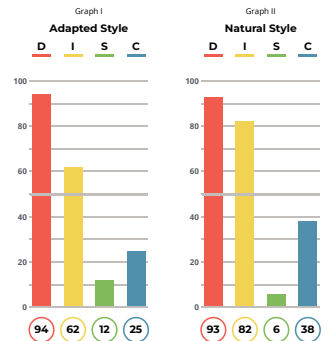 Graph I
Adapted Style
D I S C
100
80
60
40
20
0
94 62 12 25
Graph II
Natural Style
D I S C
100
80
60
40
20
0
93 82 6 38